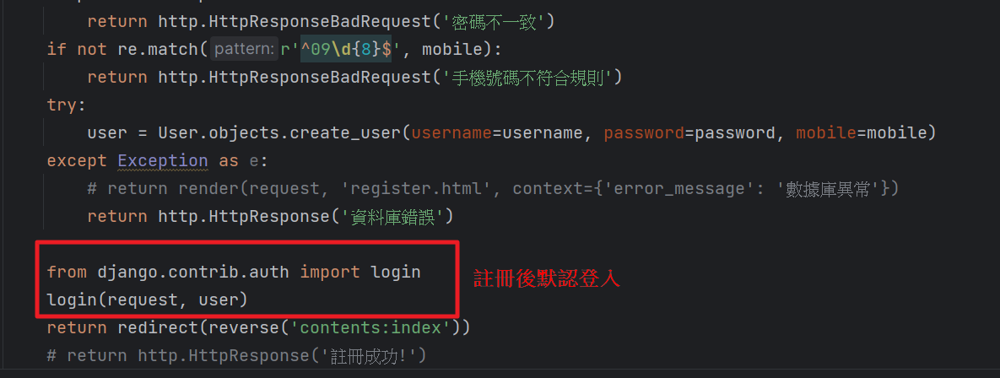 return http.HttpResponseBadRequest('密碼不一致')
if not re.match( pattern: r'^09\d{8}$', mobile):
return http.HttpResponseBadRequest('手機號碼不符合規則')
try:
user = User.objects.create_user(username=username, password=password, mobile=mobile)
except Exception as e:
# return render(request, 'register.html', context={'error_message': '數據庫異常'})
return http.HttpResponse('資料庫錯誤')
from django.contrib.auth import login
註冊後默認登入
login(request, user)
return redirect(reverse('contents:index'))
# return http.HttpResponse('註冊成功!')